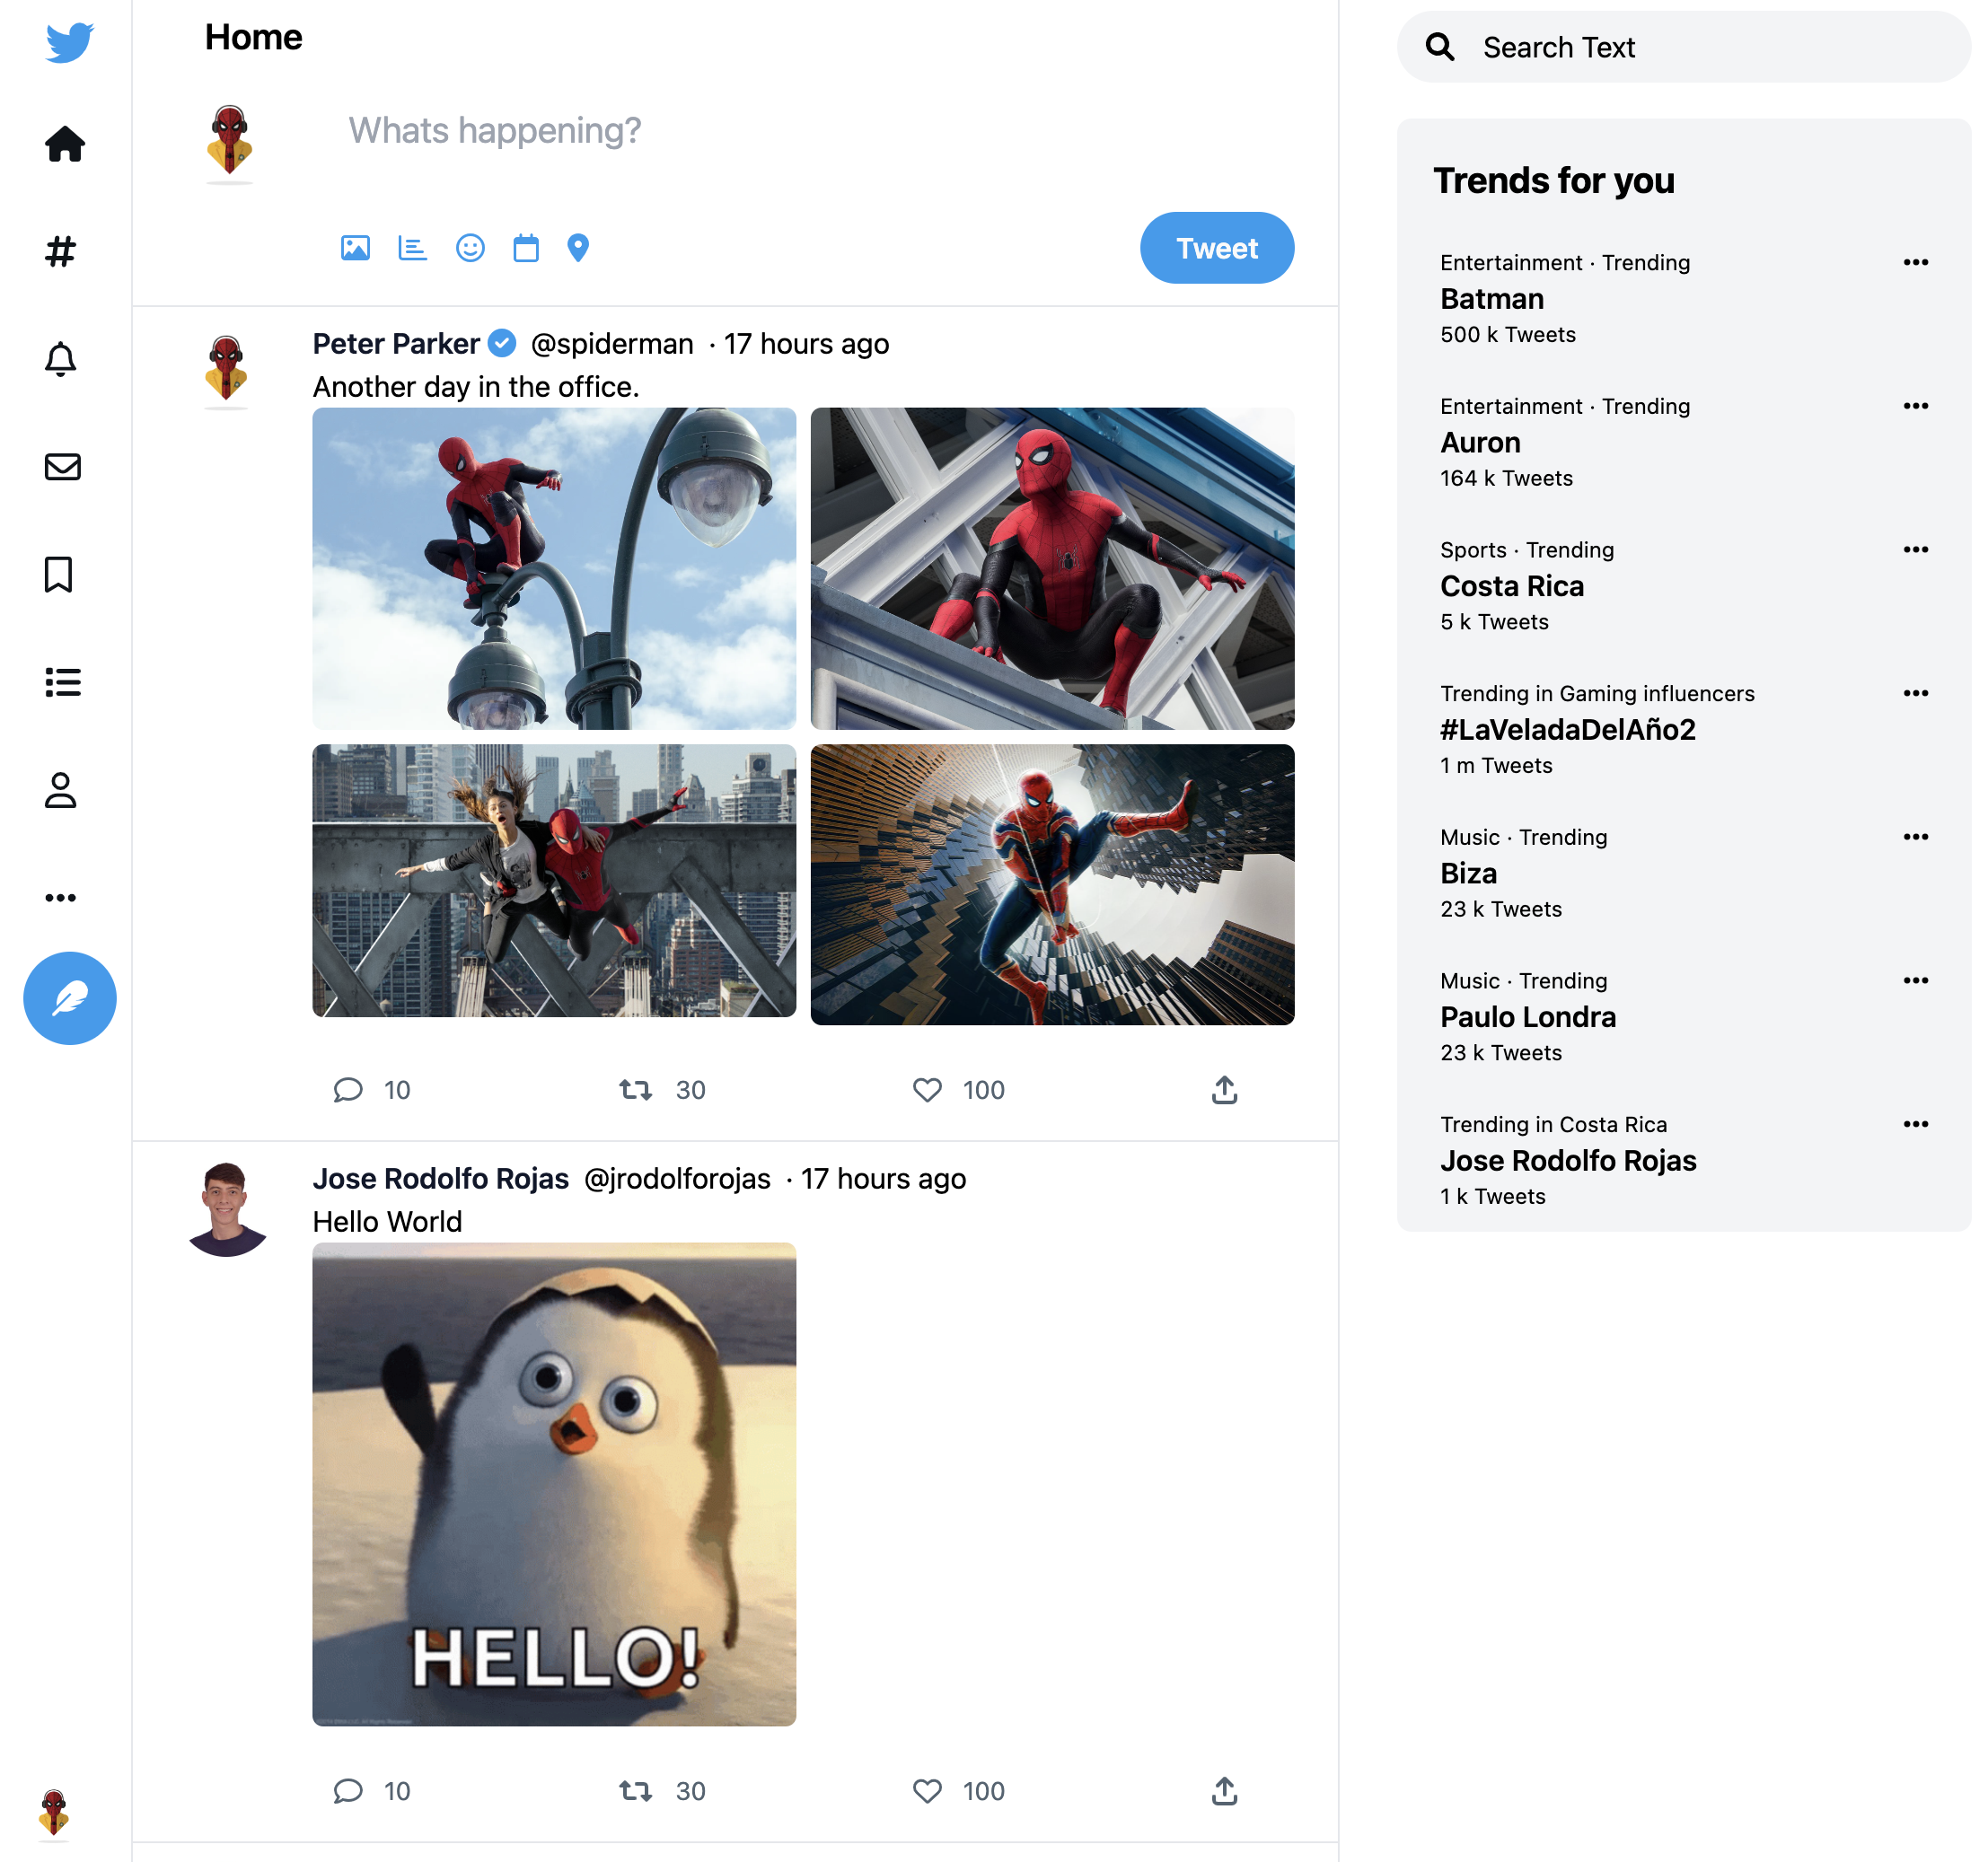 Home
Whats happening?
Tweet
Peter Parker @spiderman · 17 hours ago
Another day in the office.
10 30 100
Jose Rodolfo Rojas @jrodolforojas · 17 hours ago
Hello World
HELLO!
10 30 100
Search Text
Trends for you
Entertainment · Trending
Batman
500 k Tweets
Entertainment · Trending
Auron
164 k Tweets
Sports · Trending
Costa Rica
5 k Tweets
Trending in Gaming influencers
#LaVeladaDelAño2
1 m Tweets
Music · Trending
Biza
23 k Tweets
Music · Trending
Paulo Londra
23 k Tweets
Trending in Costa Rica
Jose Rodolfo Rojas
1 k Tweets